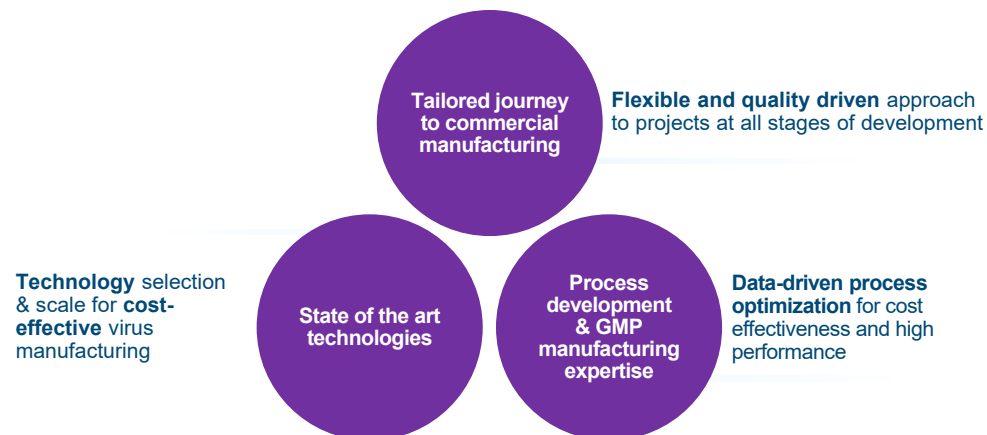 Tailored journey
to commercial
manufacturing
Flexible and quality driven approach
to projects at all stages of development
Technology selection
& scale for cost-
effective virus
manufacturing
State of the art
technologies
Process
development
& GMP
manufacturing
expertise
Data-driven process
optimization for cost
effectiveness and high
performance